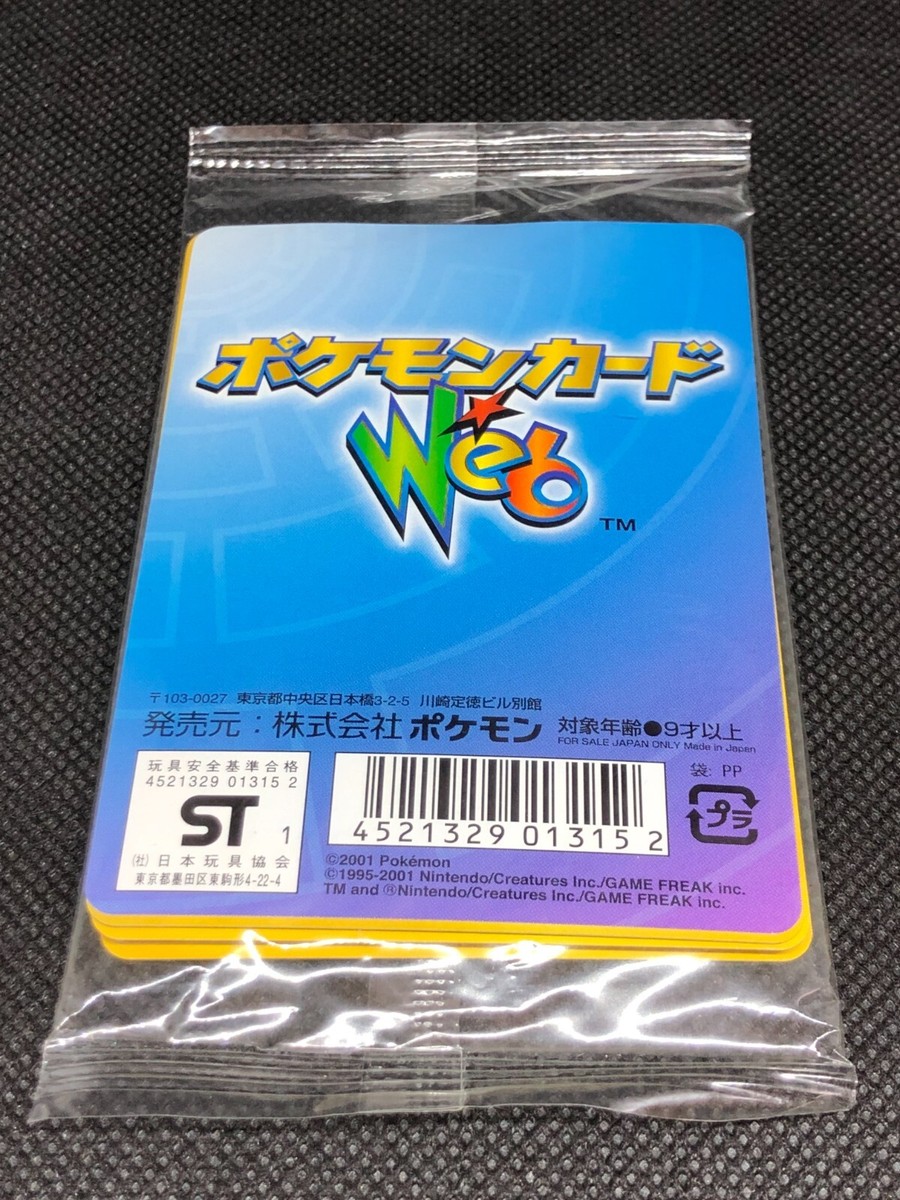 ポケモンカード
Web
TM
〒103-0027 東京都中央区日本橋3-2-5 川崎定徳ビル別館
発売元：株式会社 ポケモン
対象年齢●9才以上
FOR SALE JAPAN ONLY Made in Japan
玩具安全基準合格
4521329 01315 2
ST 1
(社)日本玩具協会
東京都墨田区東駒形4-22-4
4521329 013152
袋: PP
プラ
©2001 Pokémon
©1995-2001 Nintendo/Creatures Inc./GAME FREAK inc.
TM and ®Nintendo/Creatures Inc./GAME FREAK inc.